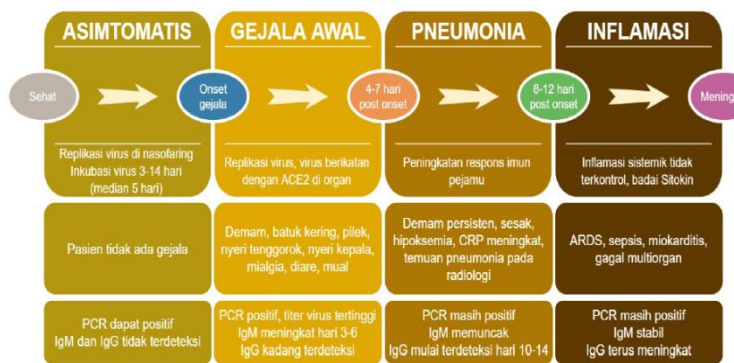 ASIMTOMATIS
GEJALA AWAL
PNEUMONIA
INFLAMASI
Sehat
Onset
gejala
4-7 hari
post onset
8-12 hari
post onset
Mening
Replikasi virus di nasofaring
Inkubasi virus 3-14 hari
(median 5 hari)
Replikasi virus, virus berikatan
dengan ACE2 di organ
Peningkatan respons imun
pejamu
Inflamasi sistemik tidak
terkontrol, badai Sitokin
Pasien tidak ada gejala
Demam, batuk kering, pilek,
nyeri tenggorok, nyeri kepala,
mialgia, diare, mual
Demam persisten, sesak,
hipoksemia, CRP meningkat,
temuan pneumonia pada
radiologi
ARDS, sepsis, miokarditis,
gagal multiorgan
PCR dapat positif
IgM dan IgG tidak terdeteksi
PCR positif, titer virus tertinggi
IgM meningkat hari 3-6
IgG kadang terdeteksi
PCR masih positif
IgM memuncak
IgG mulai terdeteksi hari 10-14
PCR masih positif
IgM stabil
IgG terus meningkat